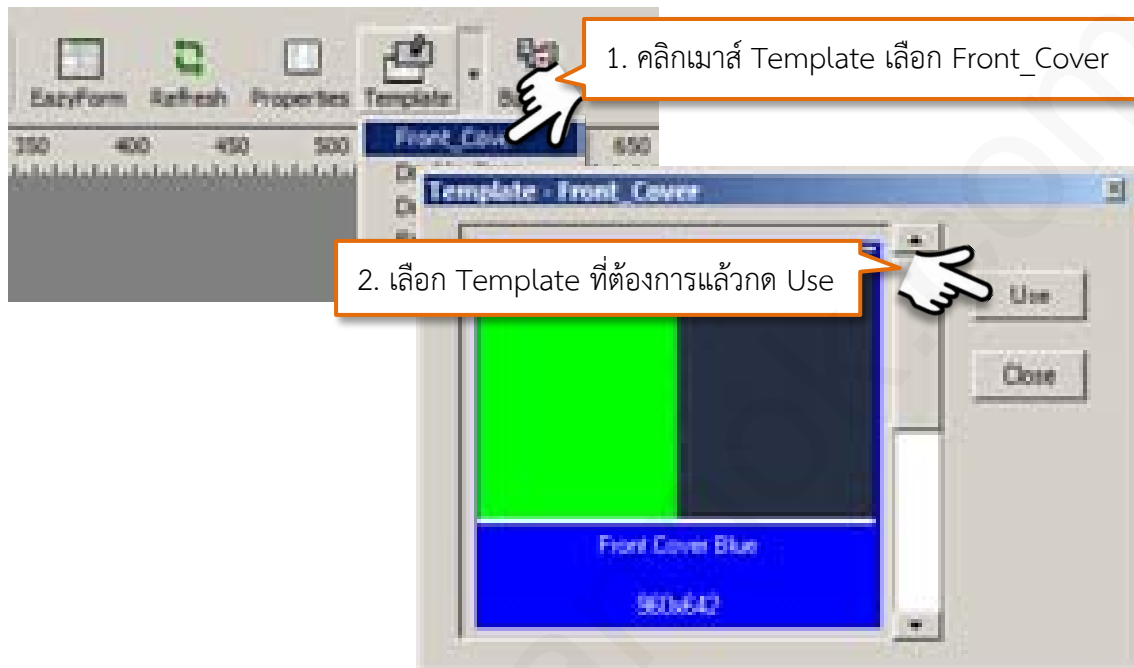 1. คลิกเมาส์ Template เลือก Front_Cover
EazyForm Refresh Properties Template
350 400 450 500 650
Front_Cover
Template - Front_Cover
2. เลือก Template ที่ต้องการแล้วกด Use
Use
Close
Front Cover Blue
960x642